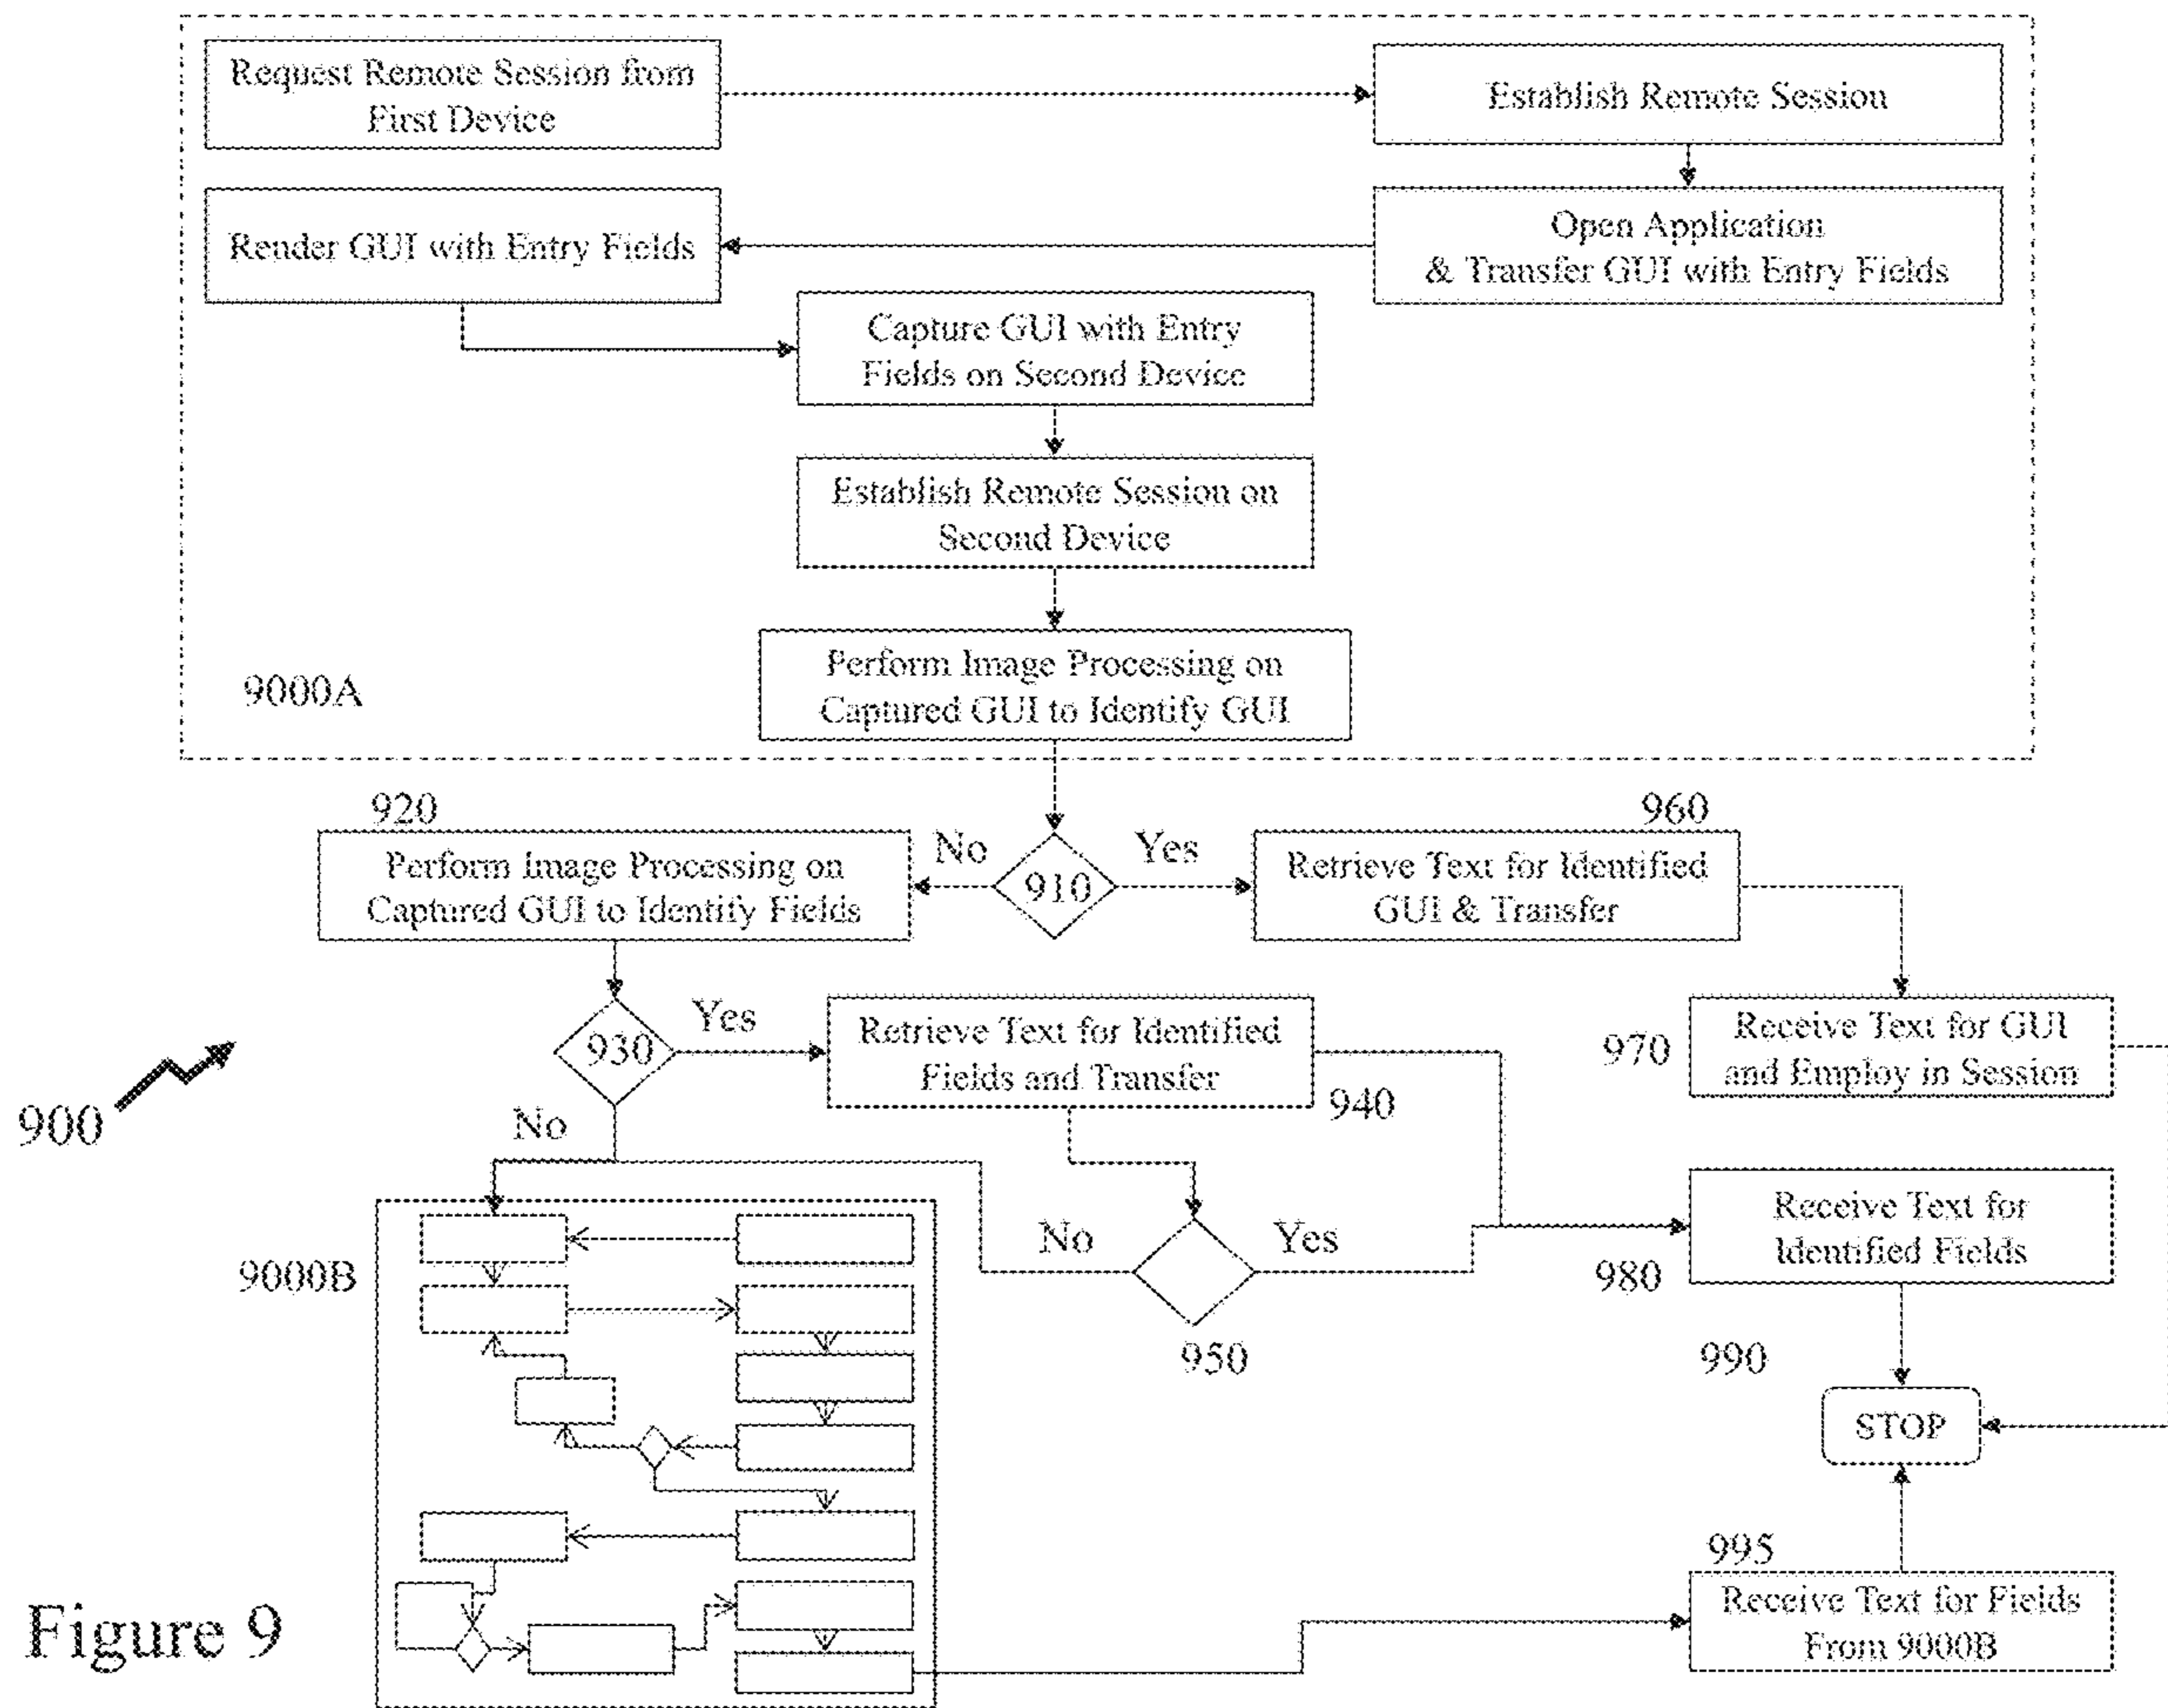 Request Remote Session from
First Device
Establish Remote Session
Render GUI with Entry Fields
Open Application
& Transfer GUI with Entry Fields
Capture GUI with Entry
Fields on Second Device
Establish Remote Session on
Second Device
Perform Image Processing on
Captured GUI to Identify GUI
9000A
920
Perform Image Processing on
Captured GUI to Identify Fields
No
910
Yes
960
Retrieve Text for Identified
GUI & Transfer
930
Yes
No
Retrieve Text for Identified
Fields and Transfer
940
970
Receive Text for GUI
and Employ in Session
900
9000B
No
Yes
950
980
Receive Text for
Identified Fields
990
STOP
995
Receive Text for Fields
From 9000B
Figure 9